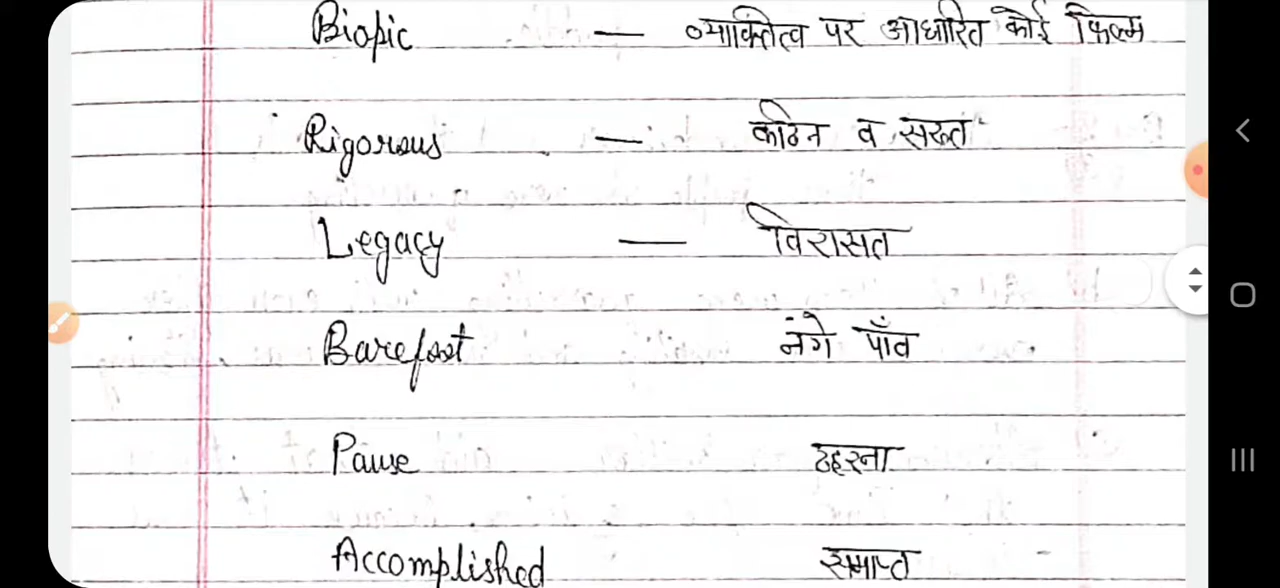 Biopic — व्यक्तित्व पर आधारित कोई फिल्म
Rigorous — कठिन व सख्त
Legacy — विरासत
Barefoot नंगे पाँव
Pause ठहरना
Accomplished समाप्त